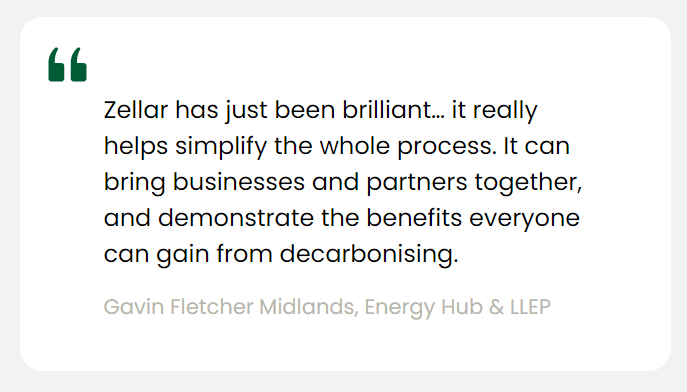 “
Zellar has just been brilliant... it really
helps simplify the whole process. It can
bring businesses and partners together,
and demonstrate the benefits everyone
can gain from decarbonising.
Gavin Fletcher Midlands, Energy Hub & LLEP